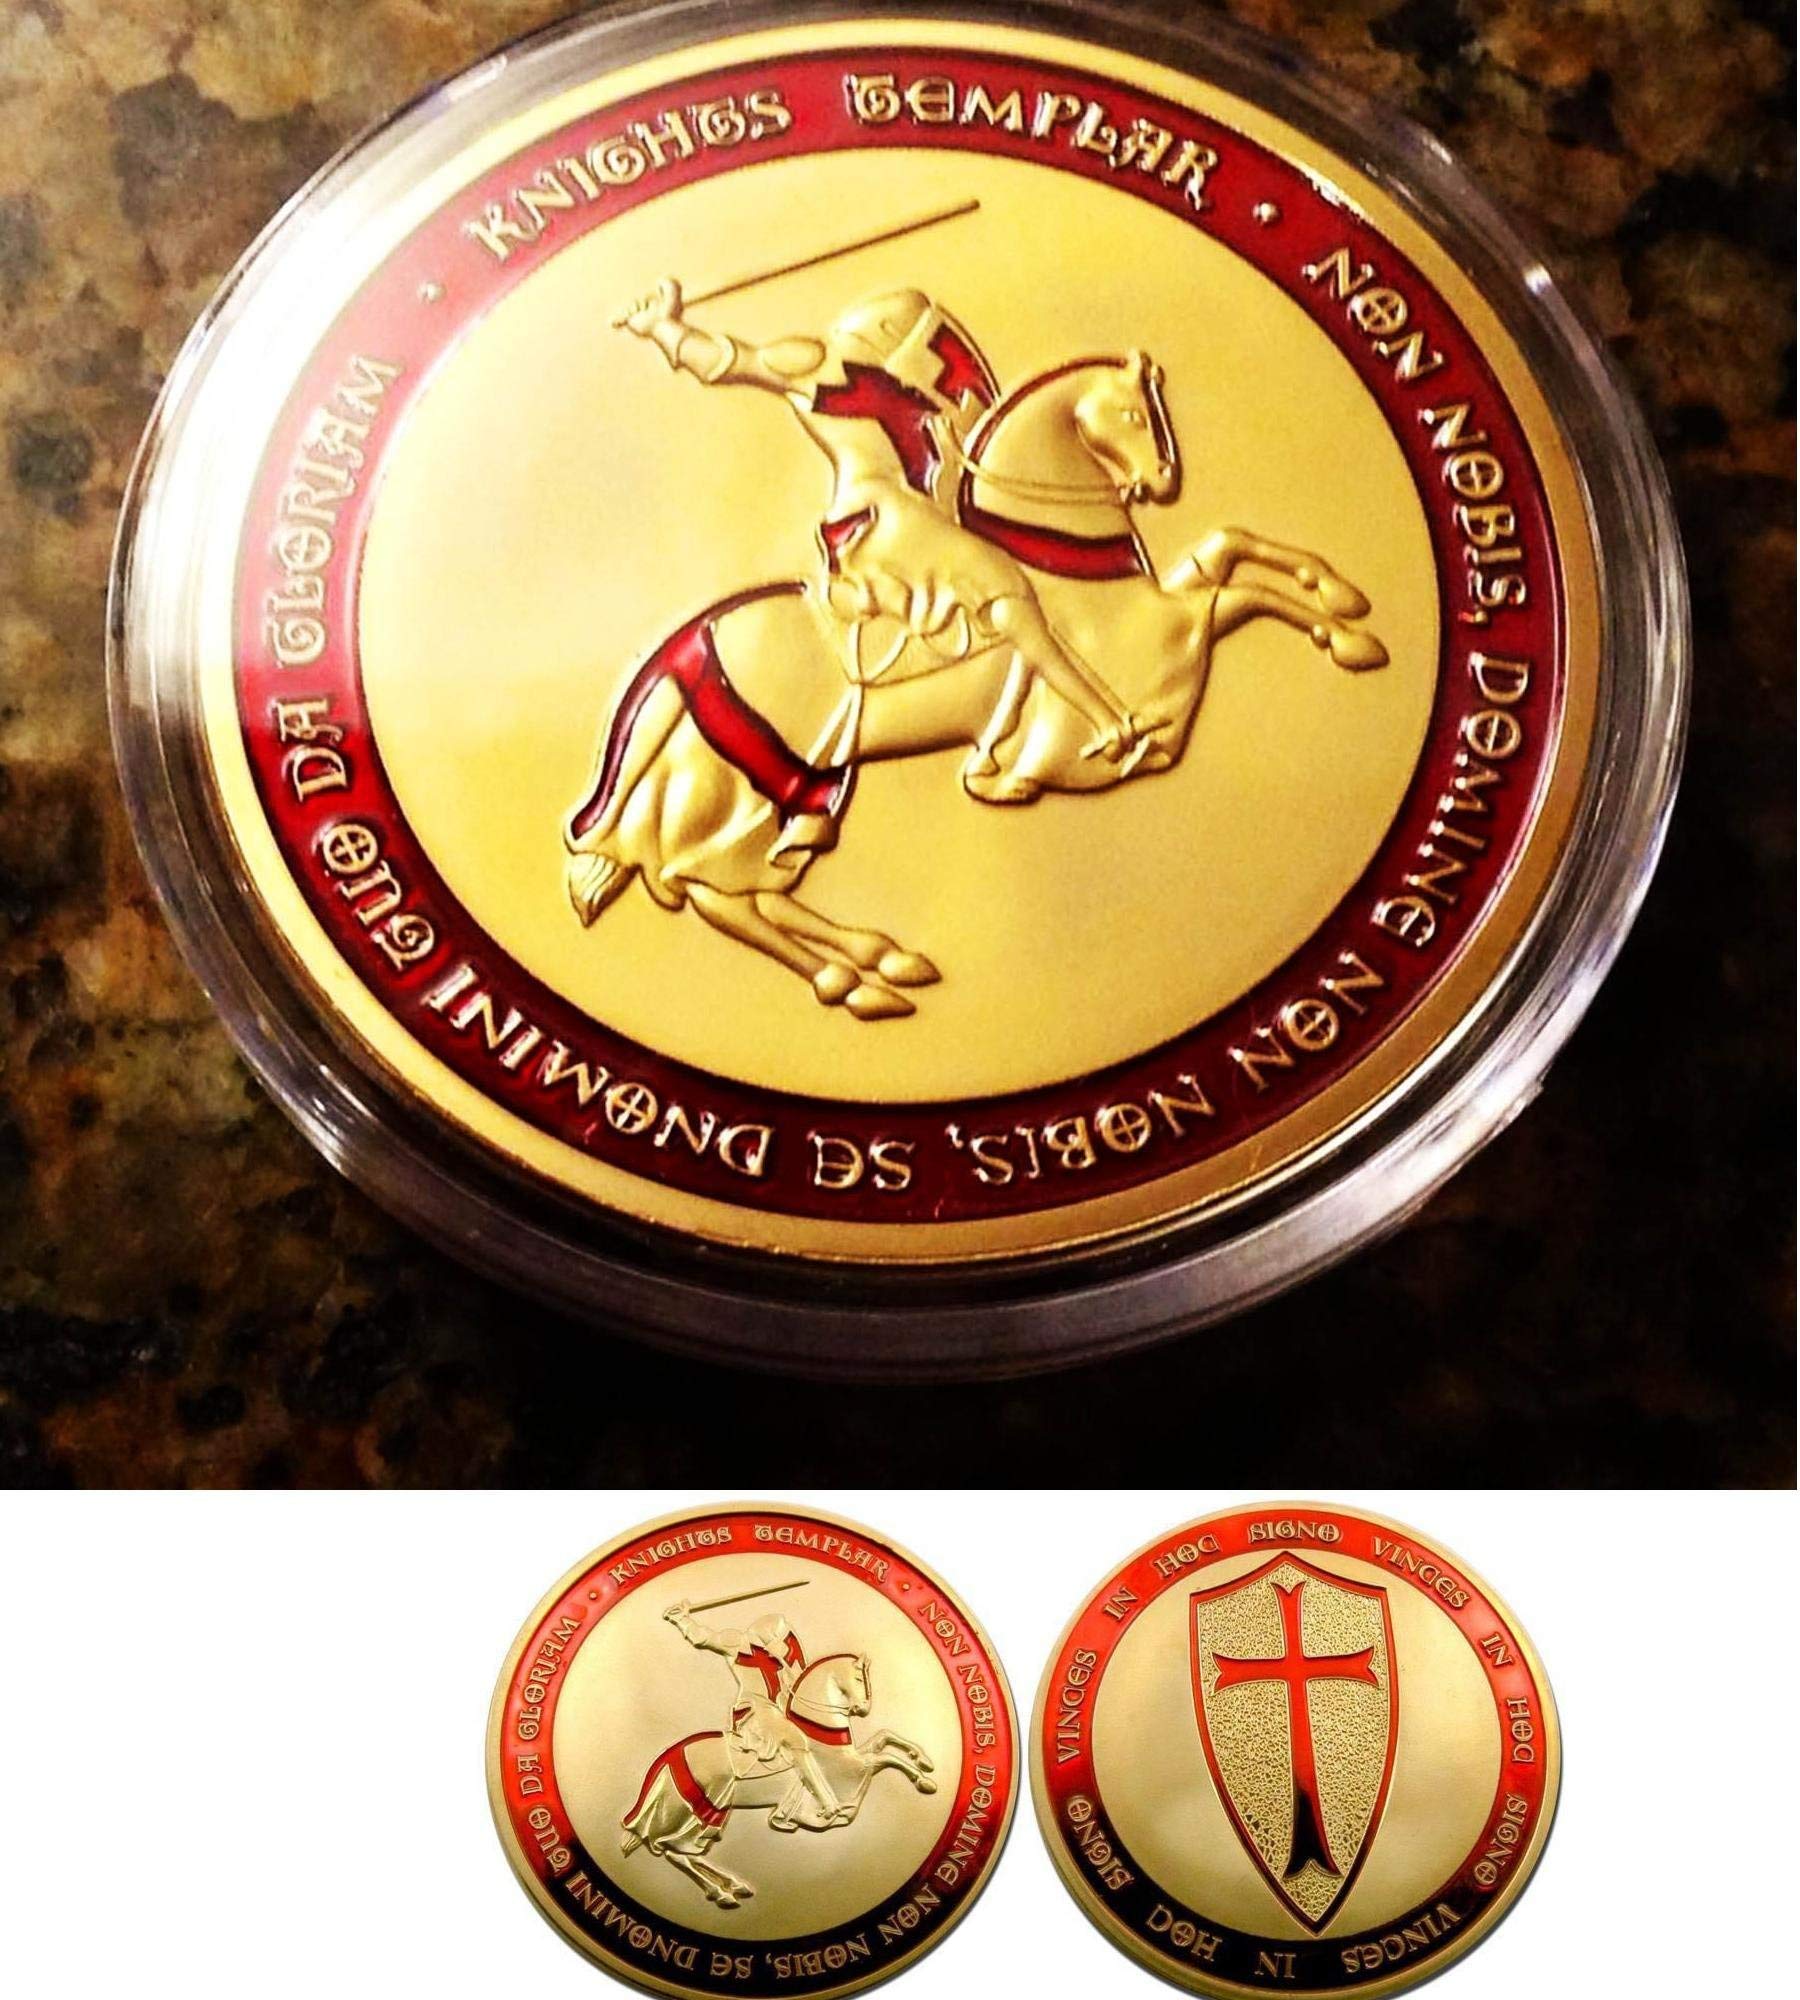 KNIGHTS TEMPLAR · NON NOBIS, DOMINE NON NOBIS, SE DNOMINI TUO DA GLORIAM ·
KNIGHTS TEMPLAR · NON NOBIS, DOMINE NON NOBIS, SE DNOMINI TUO DA GLORIAM ·
IN HOC SIGNO VINCES IN HOC SIGNO VINCES IN HOC SIGNO VINCES